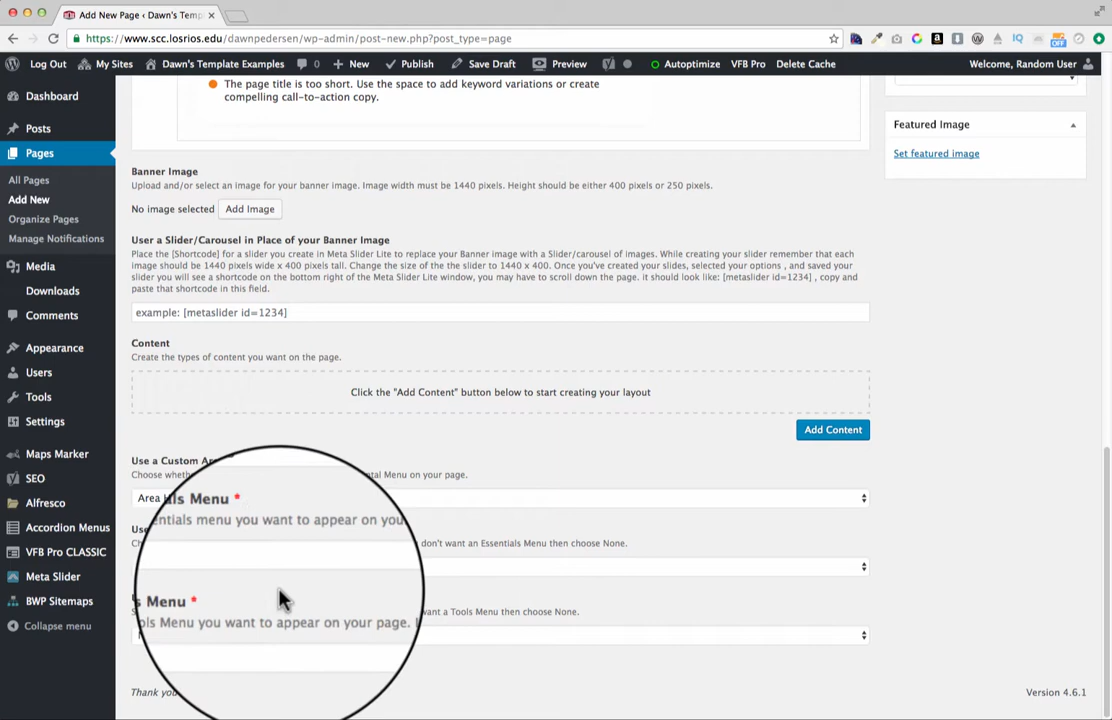 Add New Page ‹ Dawn's Temp
https://www.scc.losrios.edu/dawnpedersen/wp-admin/post-new.php?post_type=page
Log Out My Sites Dawn's Template Examples 0 New Publish Save Draft Preview Autoptimize VFB Pro Delete Cache Welcome, Random User
Dashboard
Posts
Pages
All Pages
Add New
Organize Pages
Manage Notifications
Media
Downloads
Comments
Appearance
Users
Tools
Settings
Maps Marker
SEO
Alfresco
Accordion Menus
VFB Pro CLASSIC
Meta Slider
BWP Sitemaps
Collapse menu
The page title is too short. Use the space to add keyword variations or create
compelling call-to-action copy.
Banner Image
Upload and/or select an image for your banner image. Image width must be 1440 pixels. Height should be either 400 pixels or 250 pixels.
No image selected Add Image
User a Slider/Carousel in Place of your Banner Image
Place the [Shortcode] for a slider you create in Meta Slider Lite to replace your Banner image with a Slider/carousel of images. While creating your slider remember that each
image should be 1440 pixels wide x 400 pixels tall. Change the size of the the slider to 1440 x 400. Once you've created your slides, selected your options , and saved your
slider you will see a shortcode on the bottom right of the Meta Slider Lite window, you may have to scroll down the page. it should look like: [metaslider id=1234] , copy and
paste that shortcode in this field.
example: [metaslider id=1234]
Content
Create the types of content you want on the page.
Click the "Add Content" button below to start creating your layout
Add Content
Use a Custom
Choose tal Menu on your page.
Area
ls Menu *
entials menu you want to appear on you
don't want an Essentials Menu then choose None.
s Menu *
want a Tools Menu then choose None.
ols Menu you want to appear on your page.
Thank you
Version 4.6.1
Featured Image
Set featured image